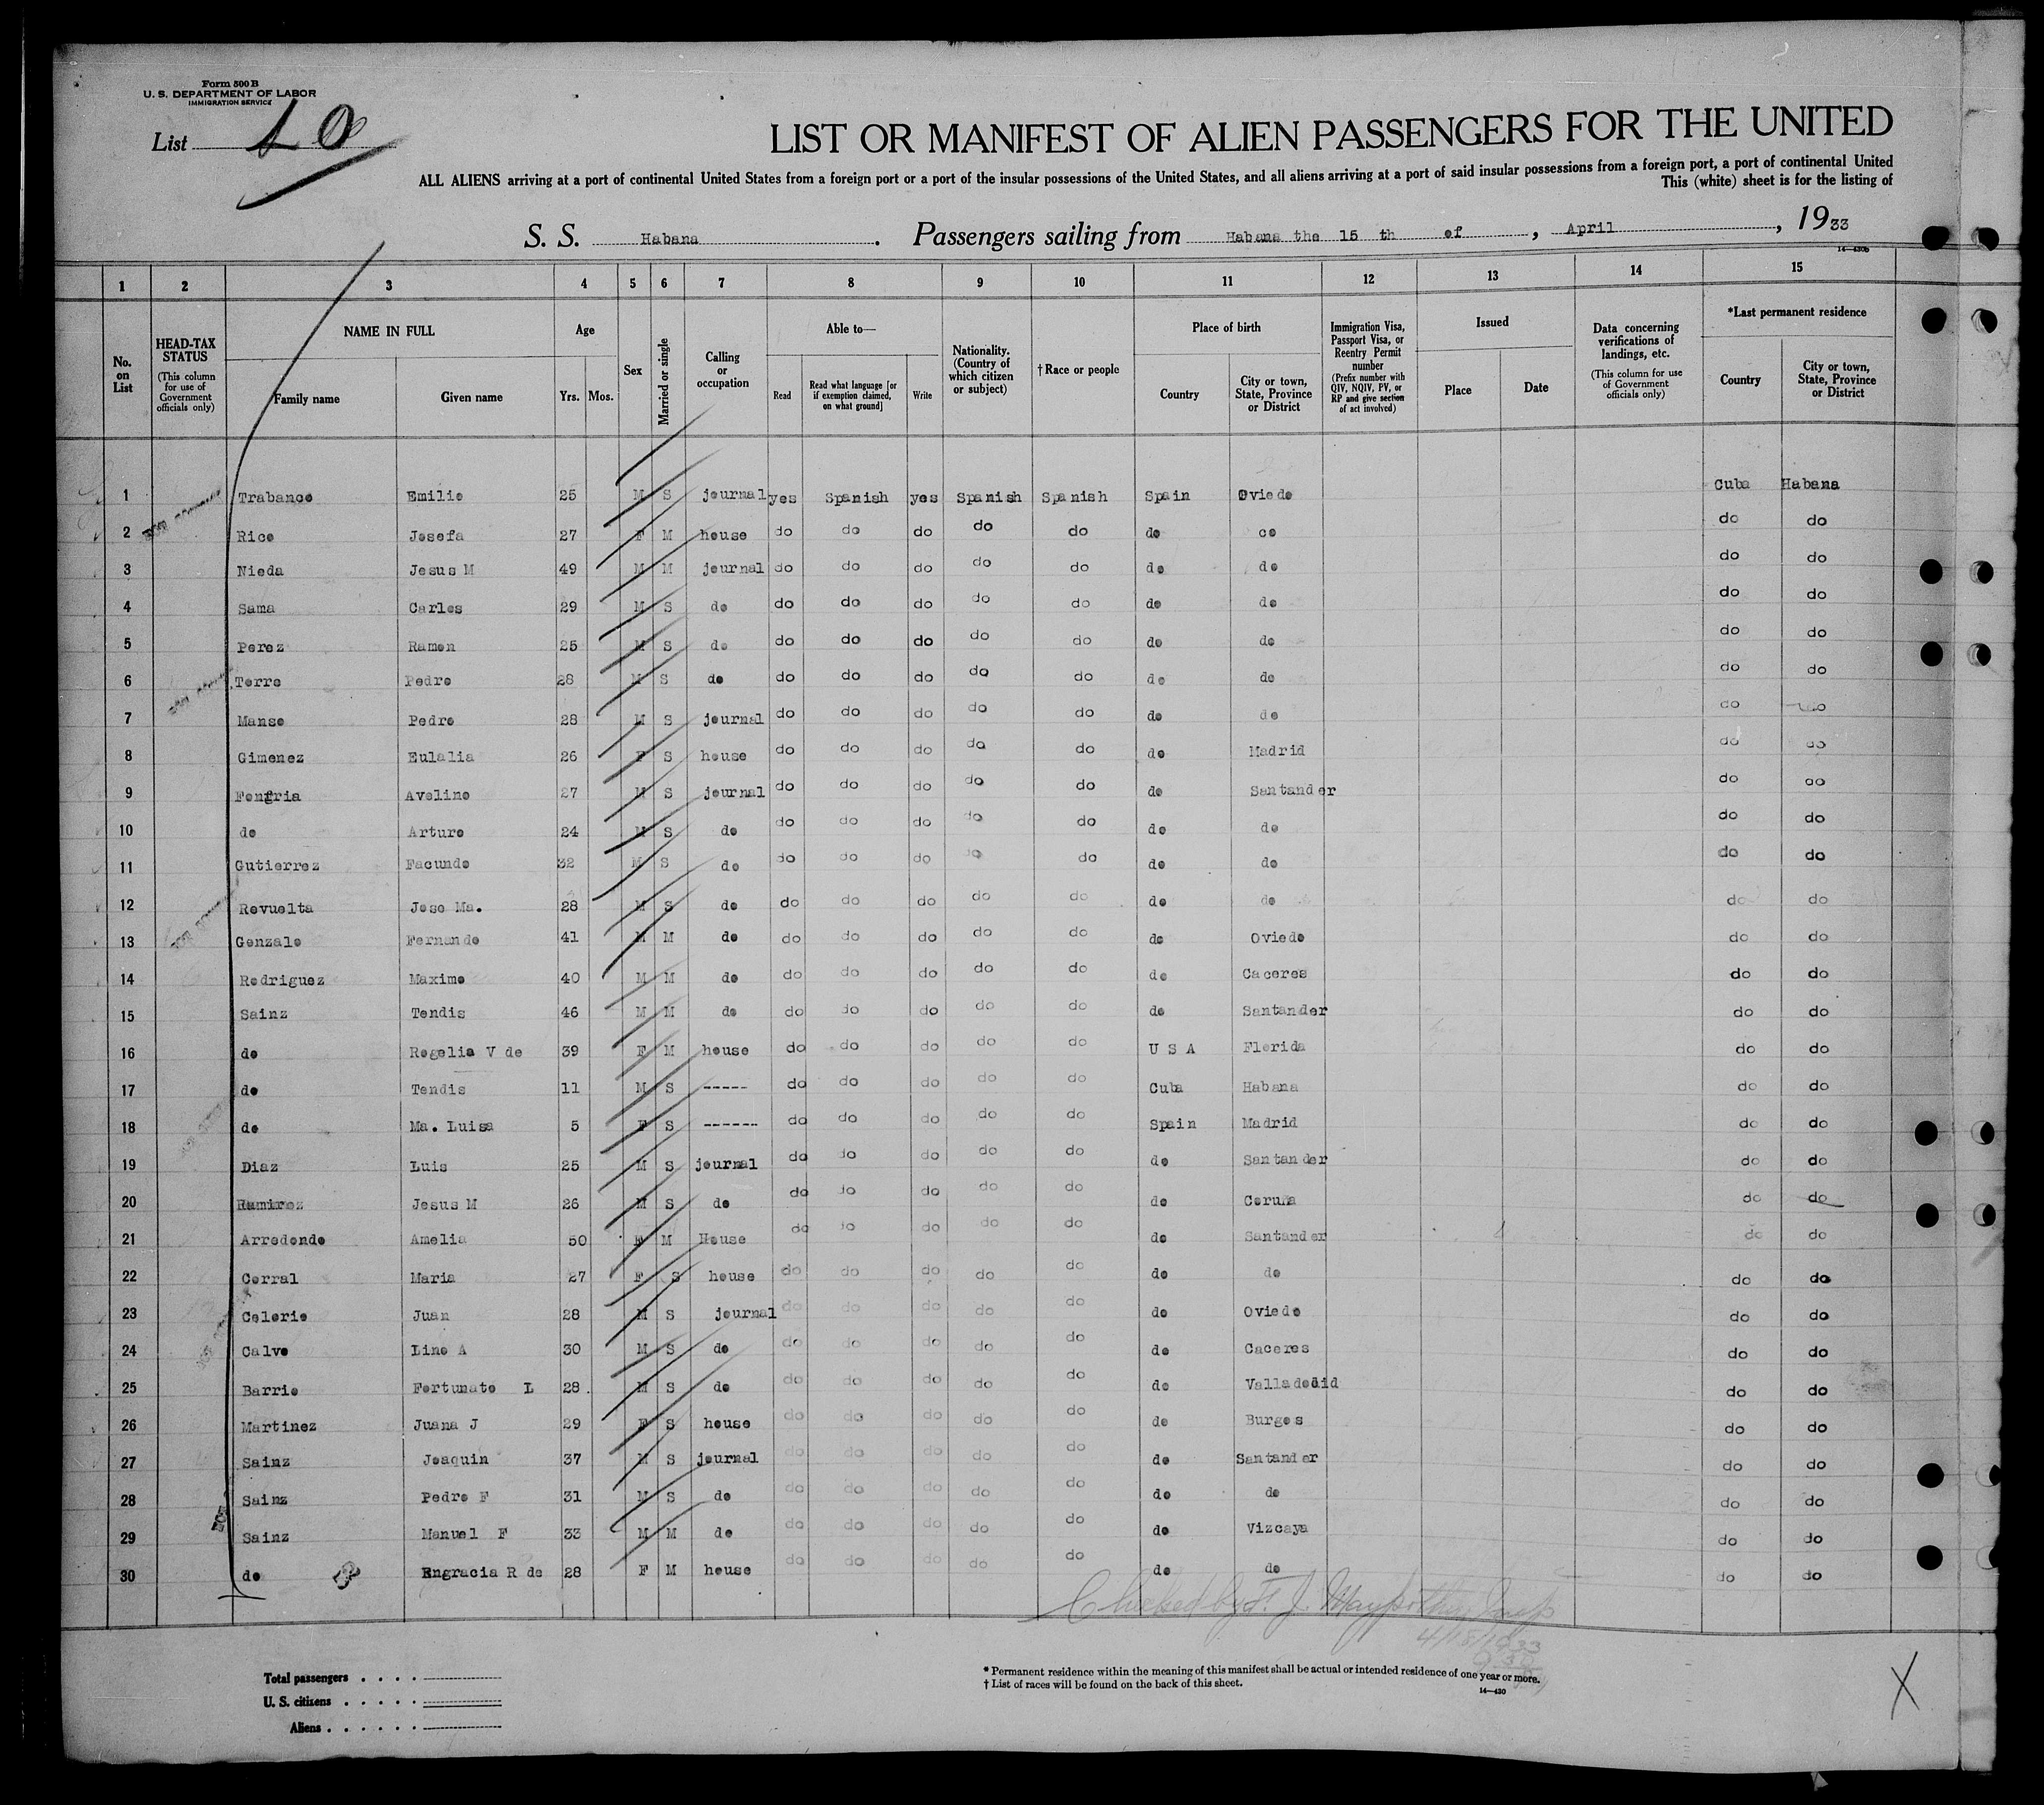 Form 500 B
U. S. DEPARTMENT OF LABOR
IMMIGRATION SERVICE
List 10
LIST OR MANIFEST OF ALIEN PASSENGERS FOR THE UNITED
ALL ALIENS arriving at a port of continental United States from a foreign port or a port of the insular possessions of the United States, and all aliens arriving at a port of said insular possessions from a foreign port, a port of continental United
This (white) sheet is for the listing of
S. S. Habana. Passengers sailing from Habana the 15 th of, April, 1933
14—430b
1 2 3 4 5 6 7 8 9 10 11 12 13 14 15
No. on List
HEAD-TAX STATUS
(This column for use of Government officials only)
NAME IN FULL
Family name
Given name
Age
Yrs. Mos.
Sex
Married or single
Calling or occupation
Able to—
Read
Read what language [or if exemption claimed, on what ground]
Write
Nationality. (Country of which citizen or subject)
†Race or people
Place of birth
Country
City or town, State, Province or District
Immigration Visa, Passport Visa, or Reentry Permit number
(Prefix number with QIV, NQIV, PV, or RP and give section of act involved)
Issued
Place
Date
Data concerning verifications of landings, etc.
(This column for use of Government officials only)
*Last permanent residence
Country
City or town, State, Province or District
1 Trabanco Emilio 25 M S journal yes Spanish yes Spanish Spanish Spain Oviedo Cuba Habana
2 Rico Josefa 27 F M house do do do do do do co do do
3 Nieda Jesus M 49 M M journal do do do do do do do do do
4 Sama Carlos 29 M S do do do do do do do do do do
5 Perez Ramon 25 M S do do do do do do do do do do
6 Torre Pedro 28 M S do do do do do do do do do do
7 Manso Pedro 28 M S journal do do do do do do do do do
8 Gimenez Eulalia 26 F S house do do do do do do Madrid do do
9 Avelino 27 M S journal do do do do do do Santander do do
10 do Arturo 24 M S do do do do do do do do do do
11 Gutierrez Facundo 32 M S do do do do do do do do do do
12 Revuelta Jose Ma. 28 M S do do do do do do do do do do
13 Gonzalo Fernando 41 M M do do do do do do do Oviedo do do
14 Rodriguez Maximo 40 M M do do do do do do do Caceres do do
15 Sainz Tendis 46 M M do do do do do do do Santander do do
16 do Rogelia V de 39 F M house do do do do do U S A Florida do do
17 do Tendis 11 M S ----- do do do do do Cuba Habana do do
18 do Ma. Luisa 5 F S ------ do do do do do Spain Madrid do do
19 Diaz Luis 25 M S journal do do do do do do Santander do do
20 Ramirez Jesus M 26 M S do do do do do do do Coruña do do
21 Arredondo Amelia 50 F M House do do do do do do Santander do do
22 Corral Maria 27 F S house do do do do do do do do do
23 Celorio Juan 28 M S journal do do do do do do Oviedo do do
24 Calvo Lino A 30 M S do do do do do do do Caceres do do
25 Barrio Fortunato L 28 M S do do do do do do do Valladolid do do
26 Martinez Juana J 29 F S house do do do do do do Burgos do do
27 Sainz Joaquin 37 M S journal do do do do do do Santander do do
28 Sainz Pedro F 31 M S do do do do do do do do do do
29 Sainz Manuel F 33 M M do do do do do do do Vizcaya do do
30 do Engracia R de 28 F M house do do do do do do do do do
Checked by
4/18/1933
Total passengers . . . .
U. S. citizens . . . . .
Aliens . . . . . .
* Permanent residence within the meaning of this manifest shall be actual or intended residence of one year or more.
† List of races will be found on the back of this sheet.
14—430
X